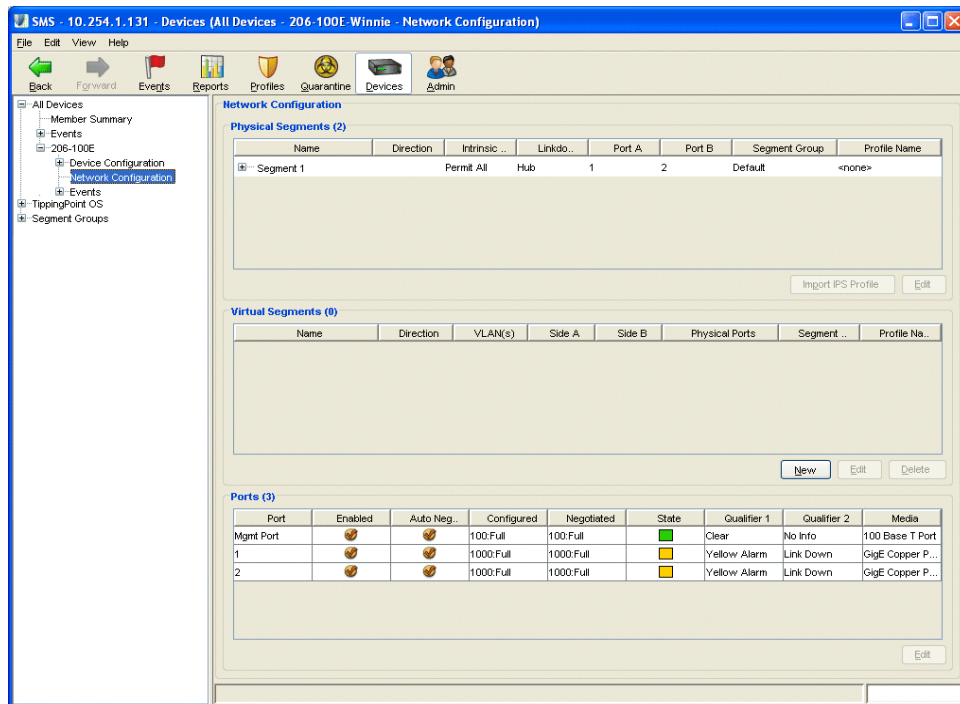 SMS - 10.254.1.131 - Devices (All Devices - 206-100E-Winnie - Network Configuration)
File Edit View Help
Back Forward Events Reports Profiles Quarantine Devices Admin
All Devices
Member Summary
Events
206-100E
Device Configuration
Network Configuration
Events
TippingPoint OS
Segment Groups
Network Configuration
Physical Segments (2)
Name Direction Intrinsic .. Linkdo.. Port A Port B Segment Group Profile Name
Segment 1 Permit All Hub 1 2 Default <none>
Import IPS Profile Edit
Virtual Segments (0)
Name Direction VLAN(s) Side A Side B Physical Ports Segment .. Profile Na..
New Edit Delete
Ports (3)
Port Enabled Auto Neg.. Configured Negotiated State Qualifier 1 Qualifier 2 Media
Mgmt Port 100:Full 100:Full Clear No Info 100 Base T Port
1 1000:Full 1000:Full Yellow Alarm Link Down GigE Copper P...
2 1000:Full 1000:Full Yellow Alarm Link Down GigE Copper P...
Edit